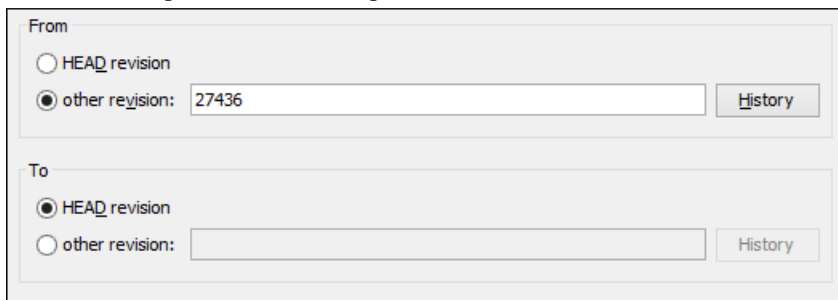 From
HEAD revision
other revision: 27436 History
To
HEAD revision
other revision: History